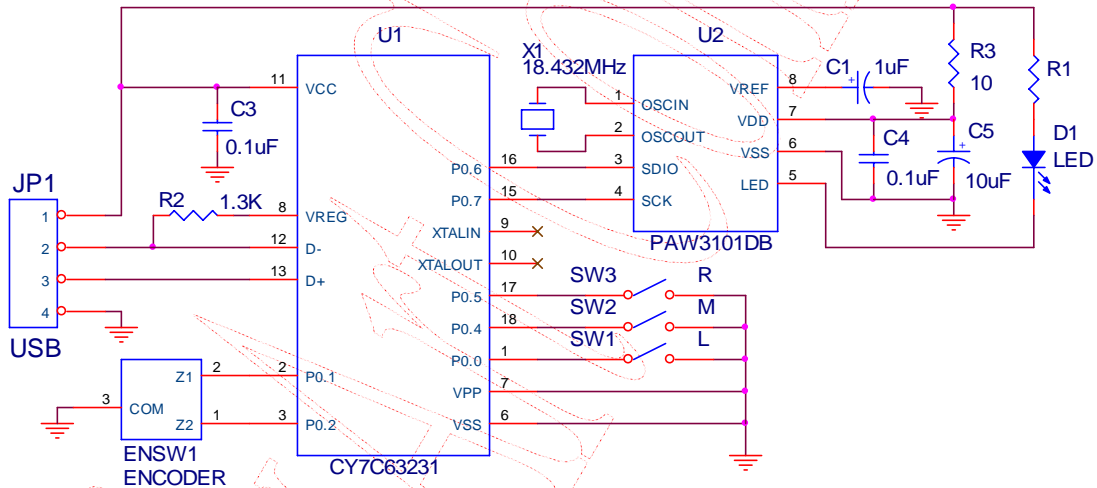 U1
U2
X1
18.432MHz
C1
1uF
R3
10
R1
11
VCC
C3
0.1uF
1
OSCIN
2
OSCOUT
3
SDIO
4
SCK
VREF
8
VDD
7
VSS
6
LED
5
PAW3101DB
C4
0.1uF
C5
10uF
D1
LED
JP1
1
2
3
4
USB
R2
1.3K
8
VREG
12
D-
13
D+
P0.6
16
P0.7
15
XTALIN
9
XTALOUT
10
P0.5
17
P0.4
18
P0.0
1
VPP
7
VSS
6
SW3
R
SW2
M
SW1
L
3
COM
Z1
2
Z2
1
2
P0.1
3
P0.2
ENSW1
ENCODER
CY7C63231